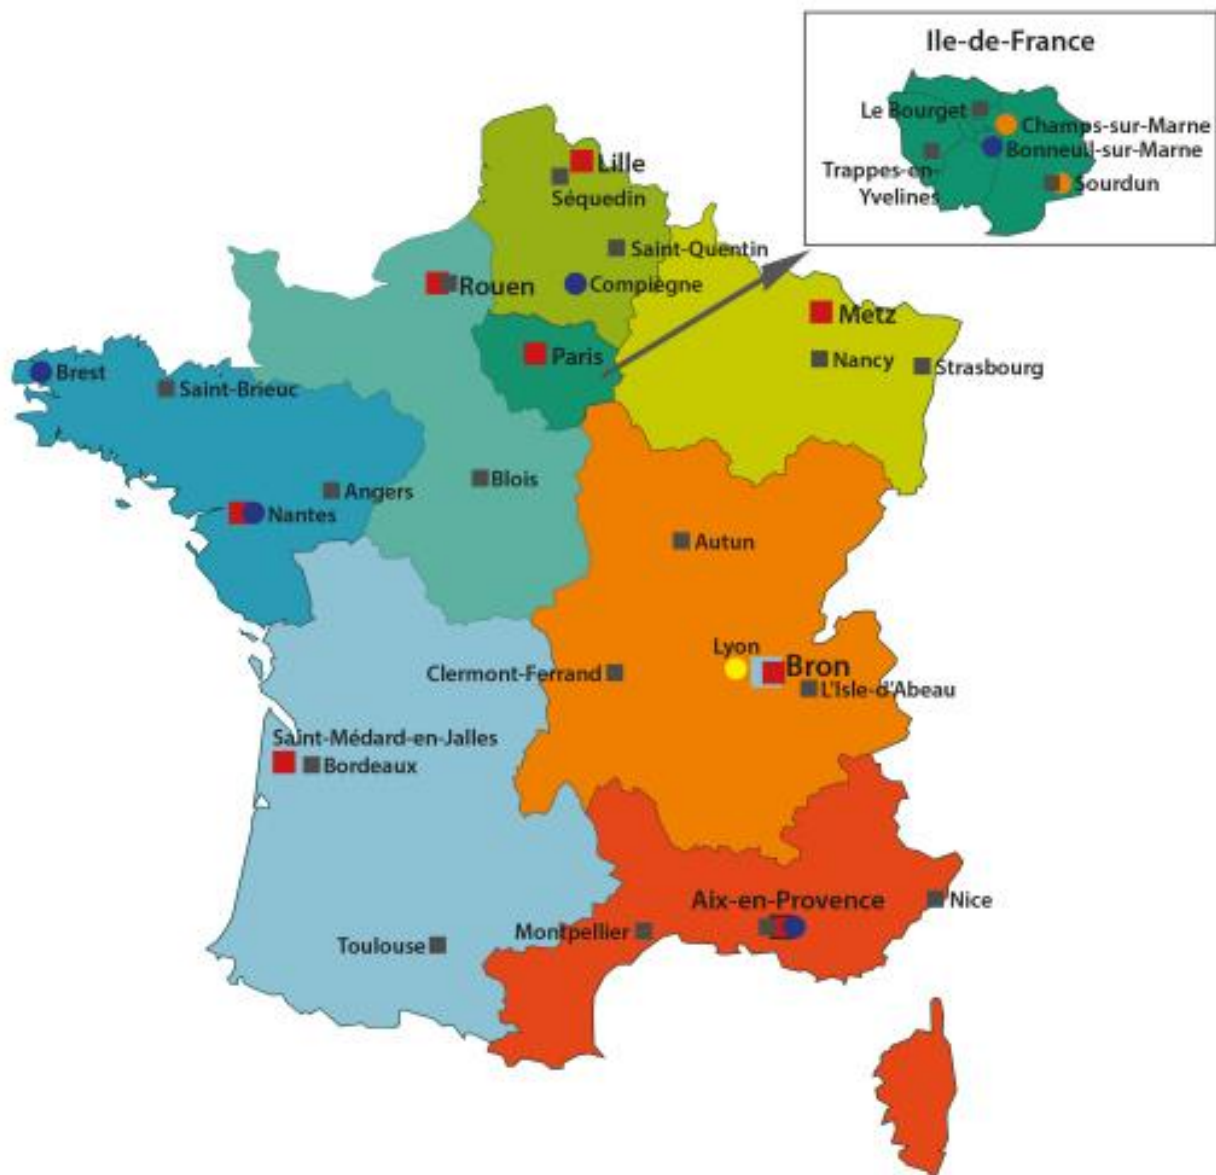 Ile-de-France
Le Bourget
Champs-sur-Marne
Bonneuil-sur-Marne
Trappes-en-
Yvelines
Sourdun
Lille
Séquedin
Saint-Quentin
Rouen
Compiègne
Metz
Paris
Nancy
Strasbourg
Brest
Saint-Brieuc
Angers
Blois
Nantes
Autun
Lyon
Bron
Clermont-Ferrand
L'Isle-d'Abeau
Saint-Médard-en-Jalles
Bordeaux
Aix-en-Provence
Nice
Montpellier
Toulouse